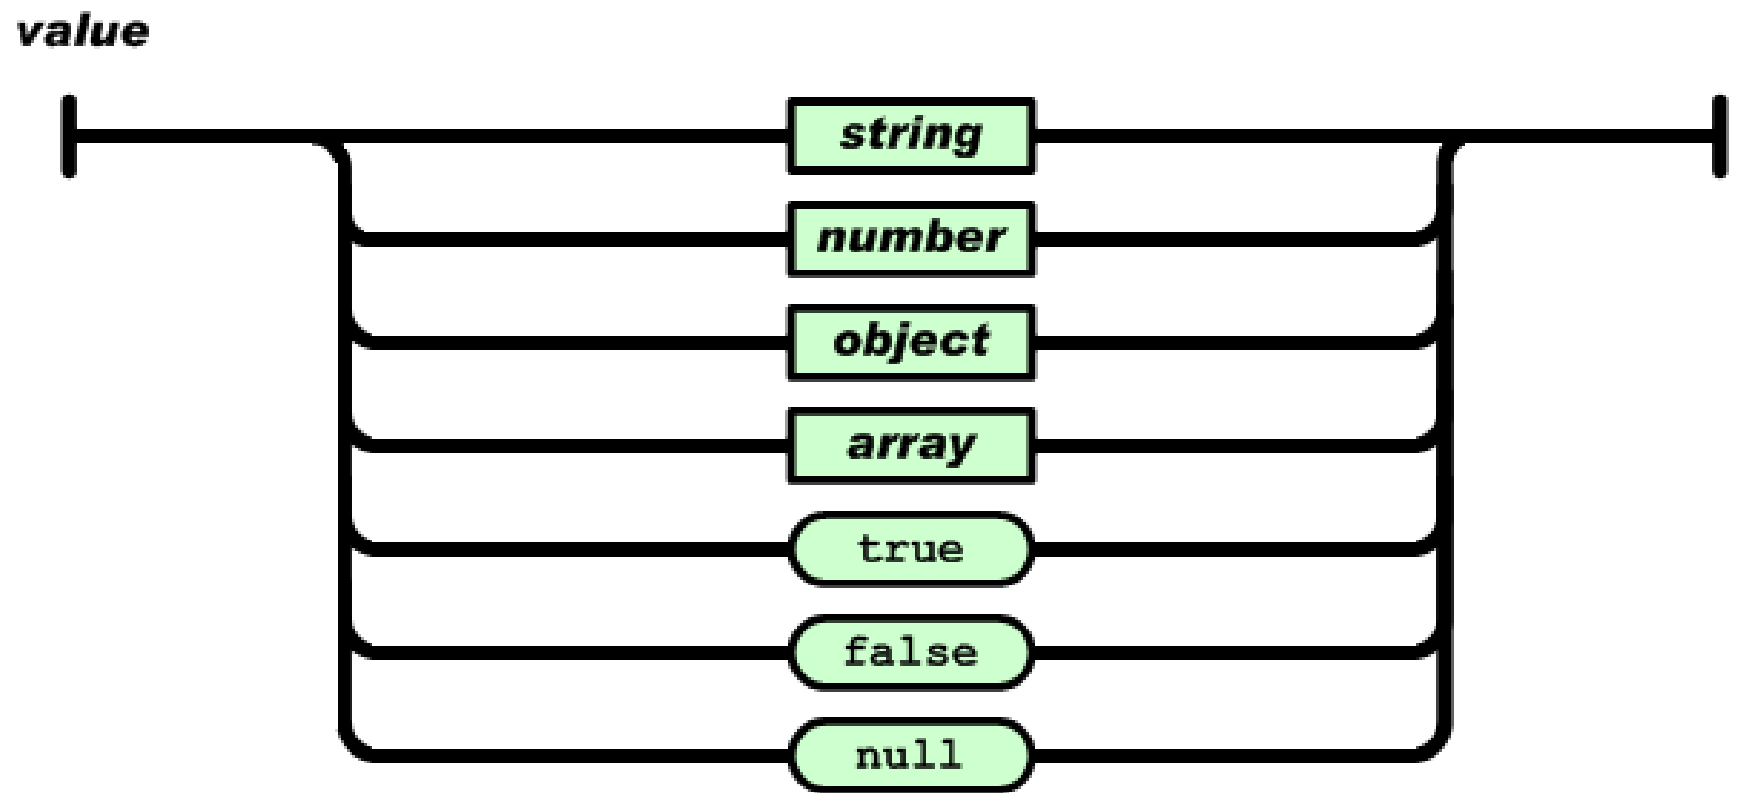 value
string
number
object
array
true
false
null